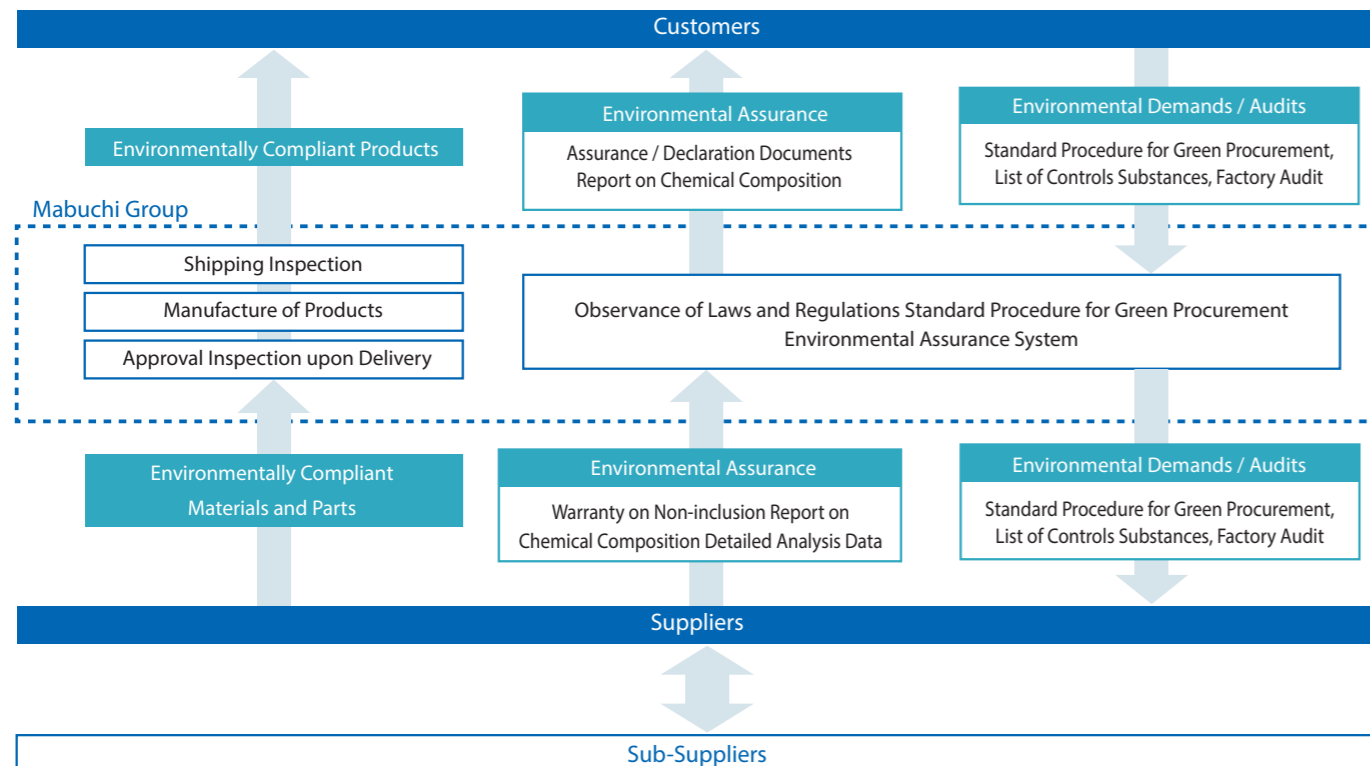 Customers
Environmentally Compliant Products
Environmental Assurance
Assurance / Declaration Documents
Report on Chemical Composition
Environmental Demands / Audits
Standard Procedure for Green Procurement,
List of Controls Substances, Factory Audit
Mabuchi Group
Shipping Inspection
Manufacture of Products
Approval Inspection upon Delivery
Observance of Laws and Regulations Standard Procedure for Green Procurement
Environmental Assurance System
Environmentally Compliant
Materials and Parts
Environmental Assurance
Warranty on Non-inclusion Report on
Chemical Composition Detailed Analysis Data
Environmental Demands / Audits
Standard Procedure for Green Procurement,
List of Controls Substances, Factory Audit
Suppliers
Sub-Suppliers